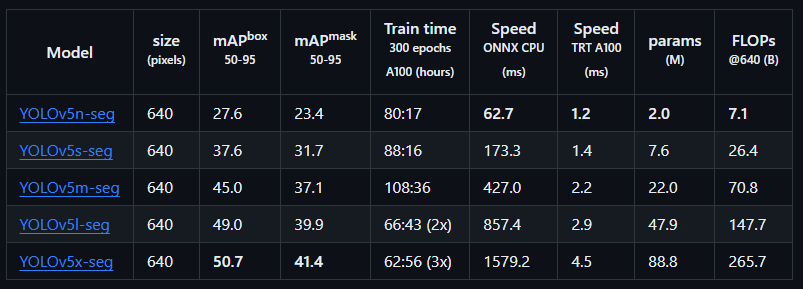 Model size (pixels) mAPbox 50-95 mAPmask 50-95 Train time 300 epochs A100 (hours) Speed ONNX CPU (ms) Speed TRT A100 (ms) params (M) FLOPs @640 (B)
YOLOv5n-seg 640 27.6 23.4 80:17 62.7 1.2 2.0 7.1
YOLOv5s-seg 640 37.6 31.7 88:16 173.3 1.4 7.6 26.4
YOLOv5m-seg 640 45.0 37.1 108:36 427.0 2.2 22.0 70.8
YOLOv5l-seg 640 49.0 39.9 66:43 (2x) 857.4 2.9 47.9 147.7
YOLOv5x-seg 640 50.7 41.4 62:56 (3x) 1579.2 4.5 88.8 265.7